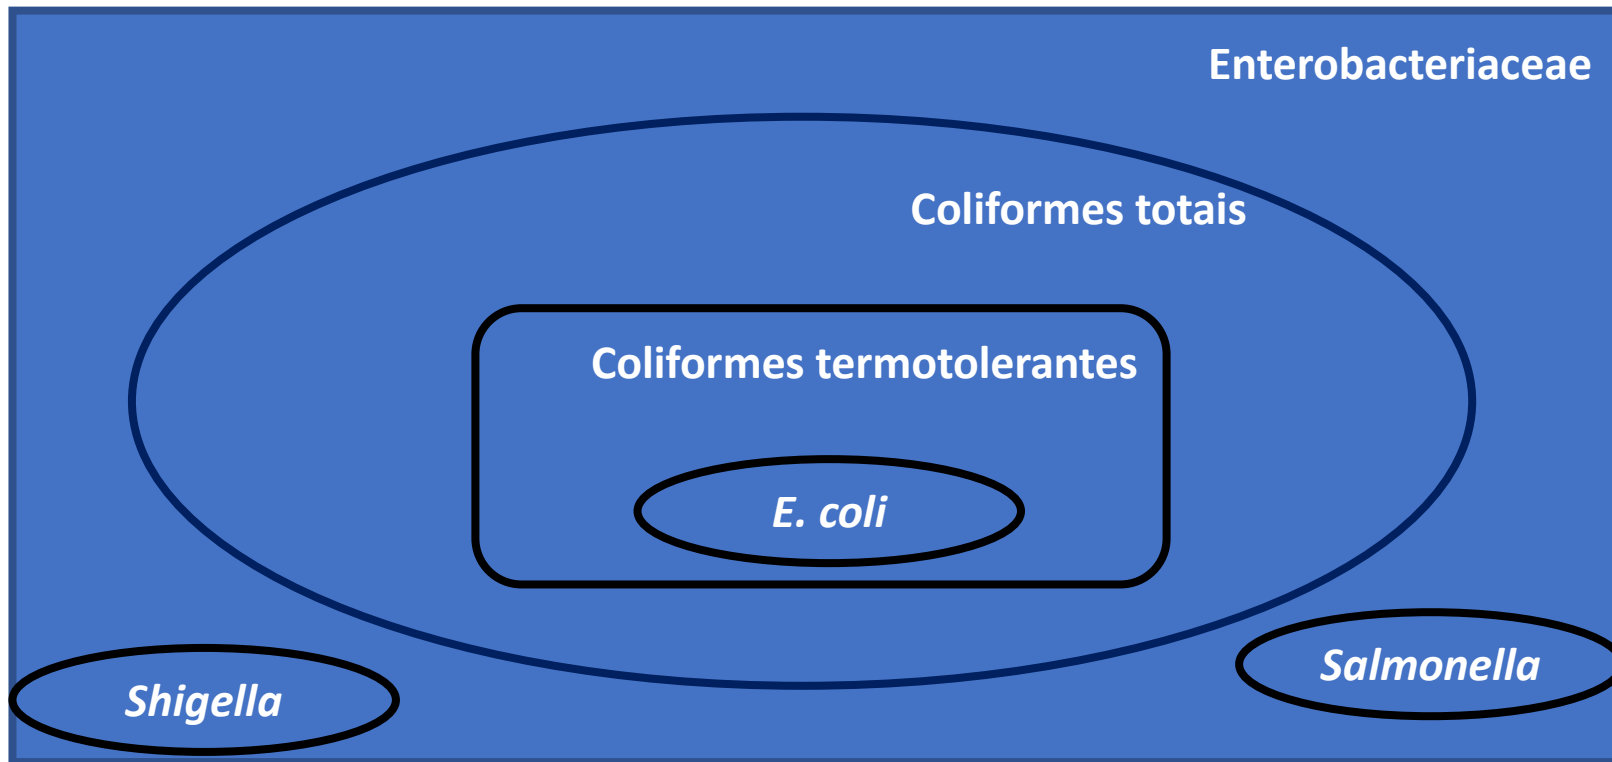 Enterobacteriaceae
Coliformes totais
Coliformes termotolerantes
E. coli
Salmonella
Shigella